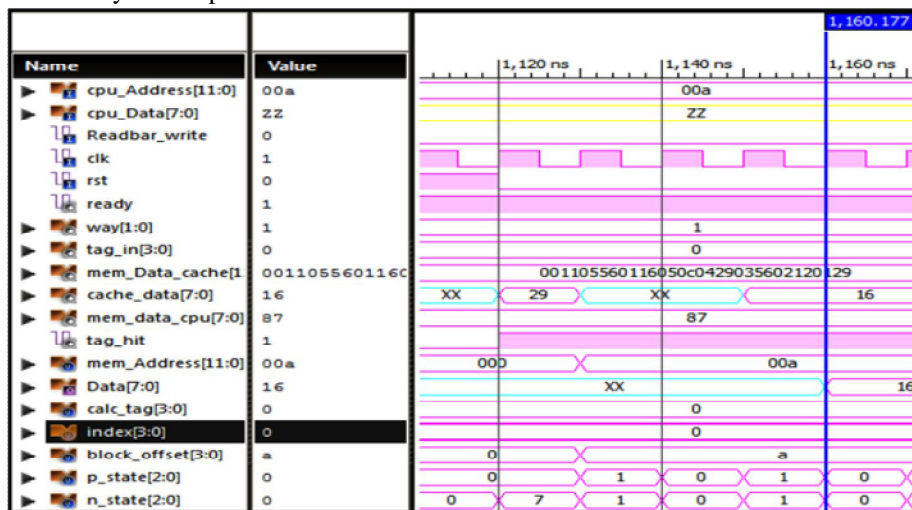 1,160.177
Name Value 1,120 ns 1,140 ns 1,160 ns
cpu_Address[11:0] 00a 00a
cpu_Data[7:0] ZZ ZZ
Readbar_write 0
clk 1
rst 0
ready 1
way[1:0] 1 1
tag_in[3:0] 0 0
mem_Data_cache[1 001105560116 001105560116050c0429035602120129
cache_data[7:0] 16 XX 29 XX 16
mem_data_cpu[7:0] 87 87
tag_hit 1
mem_Address[11:0] 00a 000 00a
Data[7:0] 16 XX 16
calc_tag[3:0] 0 0
index[3:0] 0 0
block_offset[3:0] a 0 a
p_state[2:0] 0 0 1 0 1 0
n_state[2:0] 0 0 7 1 0 1 0